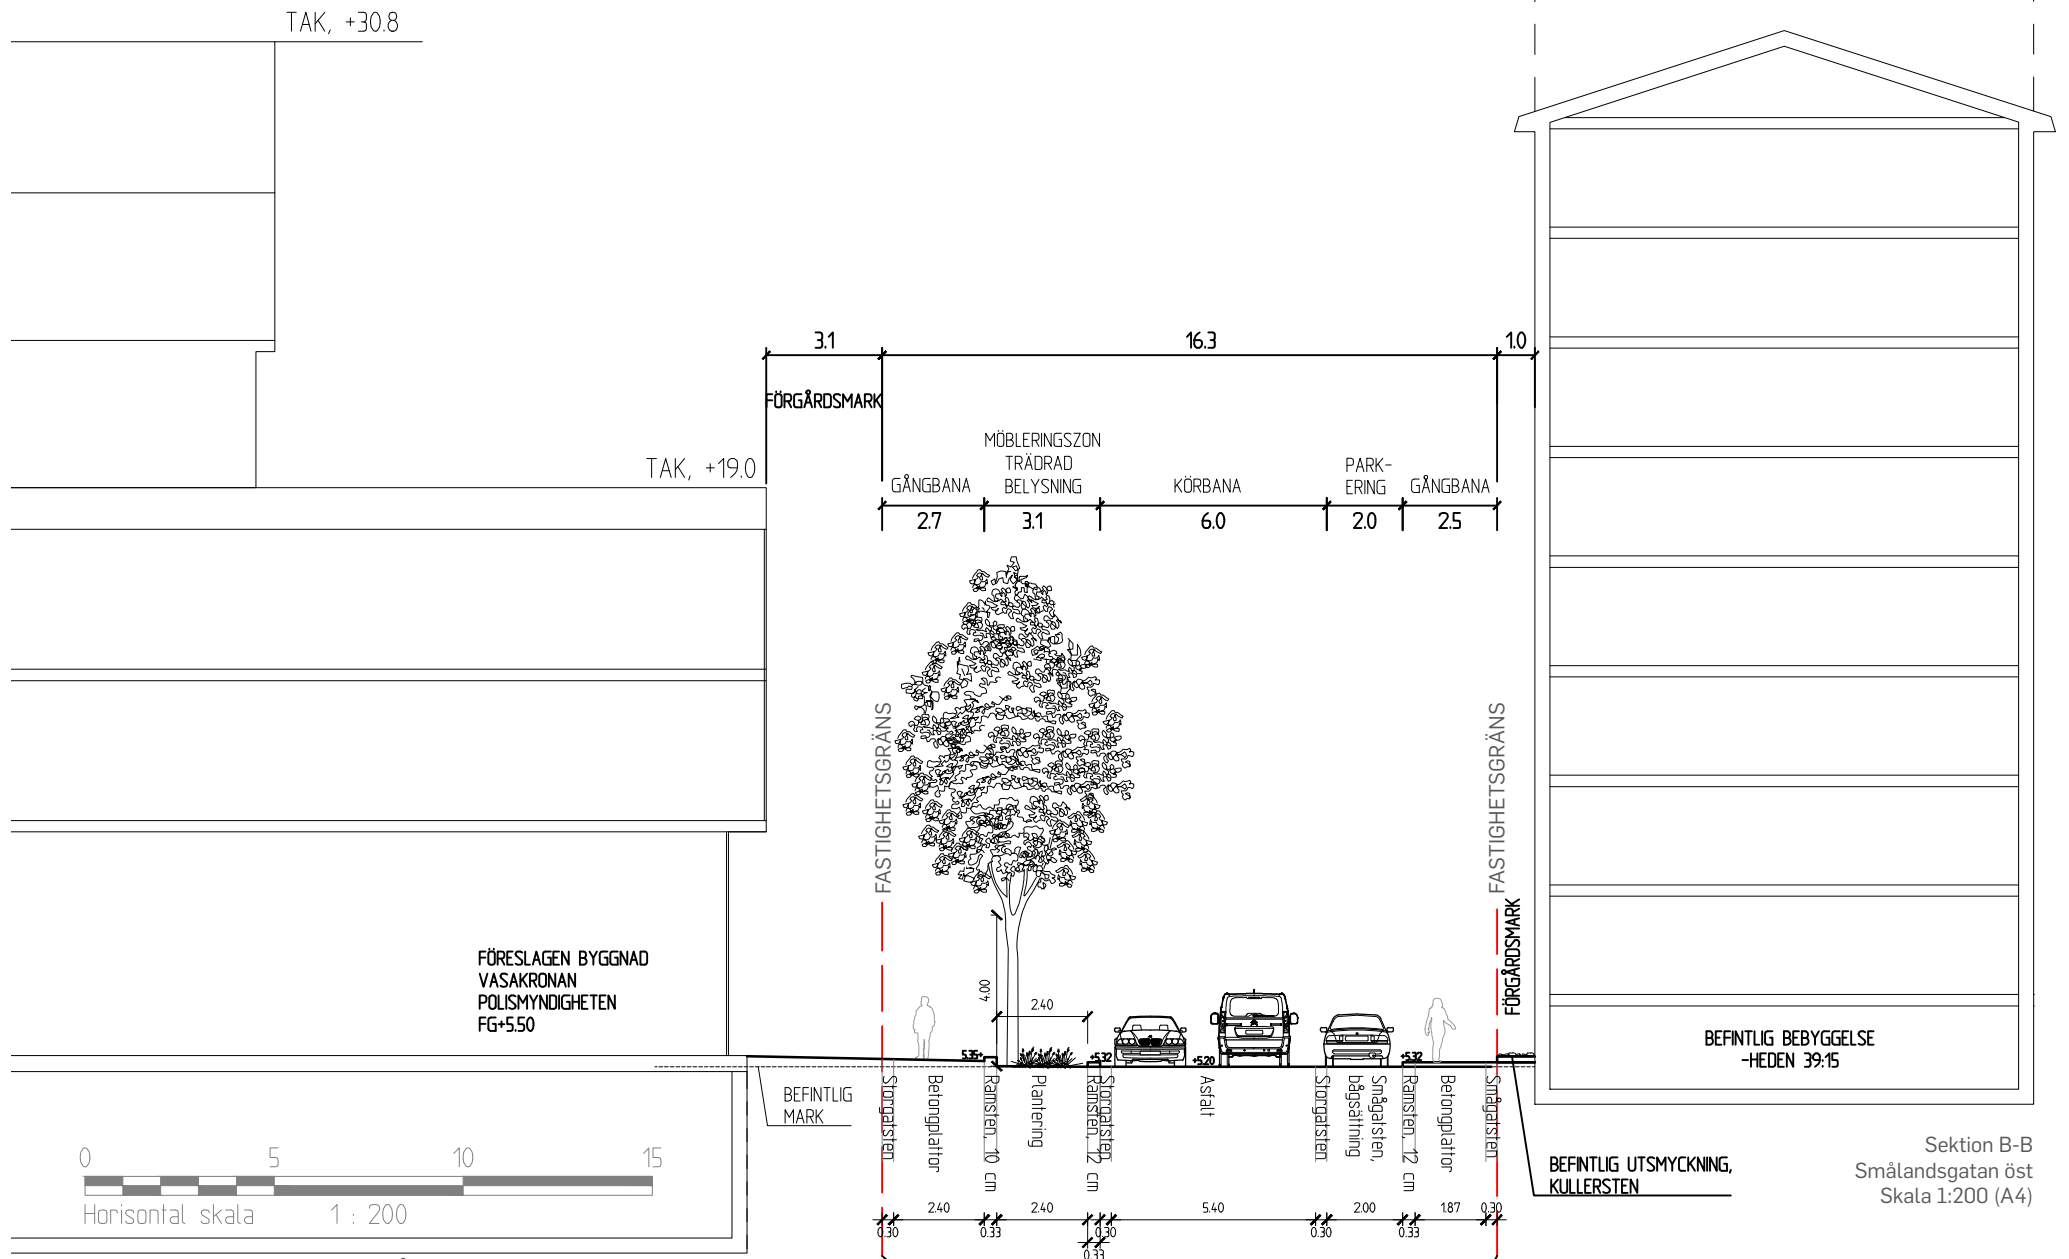 TAK, +30.8
3.1
16.3
1.0
FÖRGÅRDSMARK
TAK, +19.0
GÅNGBANA
MÖBLERINGSZON
TRÄDRAD
BELYSNING
KÖRBANA
PARK-
ERING
GÅNGBANA
2.7
3.1
6.0
2.0
2.5
FASTIGHETSGRÄNS
FASTIGHETSGRÄNS
FÖRGÅRDSMARK
FÖRESLAGEN BYGGNAD
VASAKRONAN
POLISMYNDIGHETEN
FG+5.50
4.00
2.40
5.35+
+5.32
+5.20
+5.32
BEFINTLIG BEBYGGELSE
-HEDEN 39:15
BEFINTLIG
MARK
Storgatsten
Betongplattor
Ramsten, 10 cm
Plantering
Ramsten, 12 cm
Storgatsten
Asfalt
Storgatsten
Smågatsten,
bågsättning
Ramsten, 12 cm
Betongplattor
Smågatsten
BEFINTLIG UTSMYCKNING,
KULLERSTEN
0
5
10
15
Horisontal skala 1 : 200
2.40
2.40
5.40
2.00
1.87
0.30
0.30
0.33
0.30
0.30
0.33
0.33
Sektion B-B
Smålandsgatan öst
Skala 1:200 (A4)